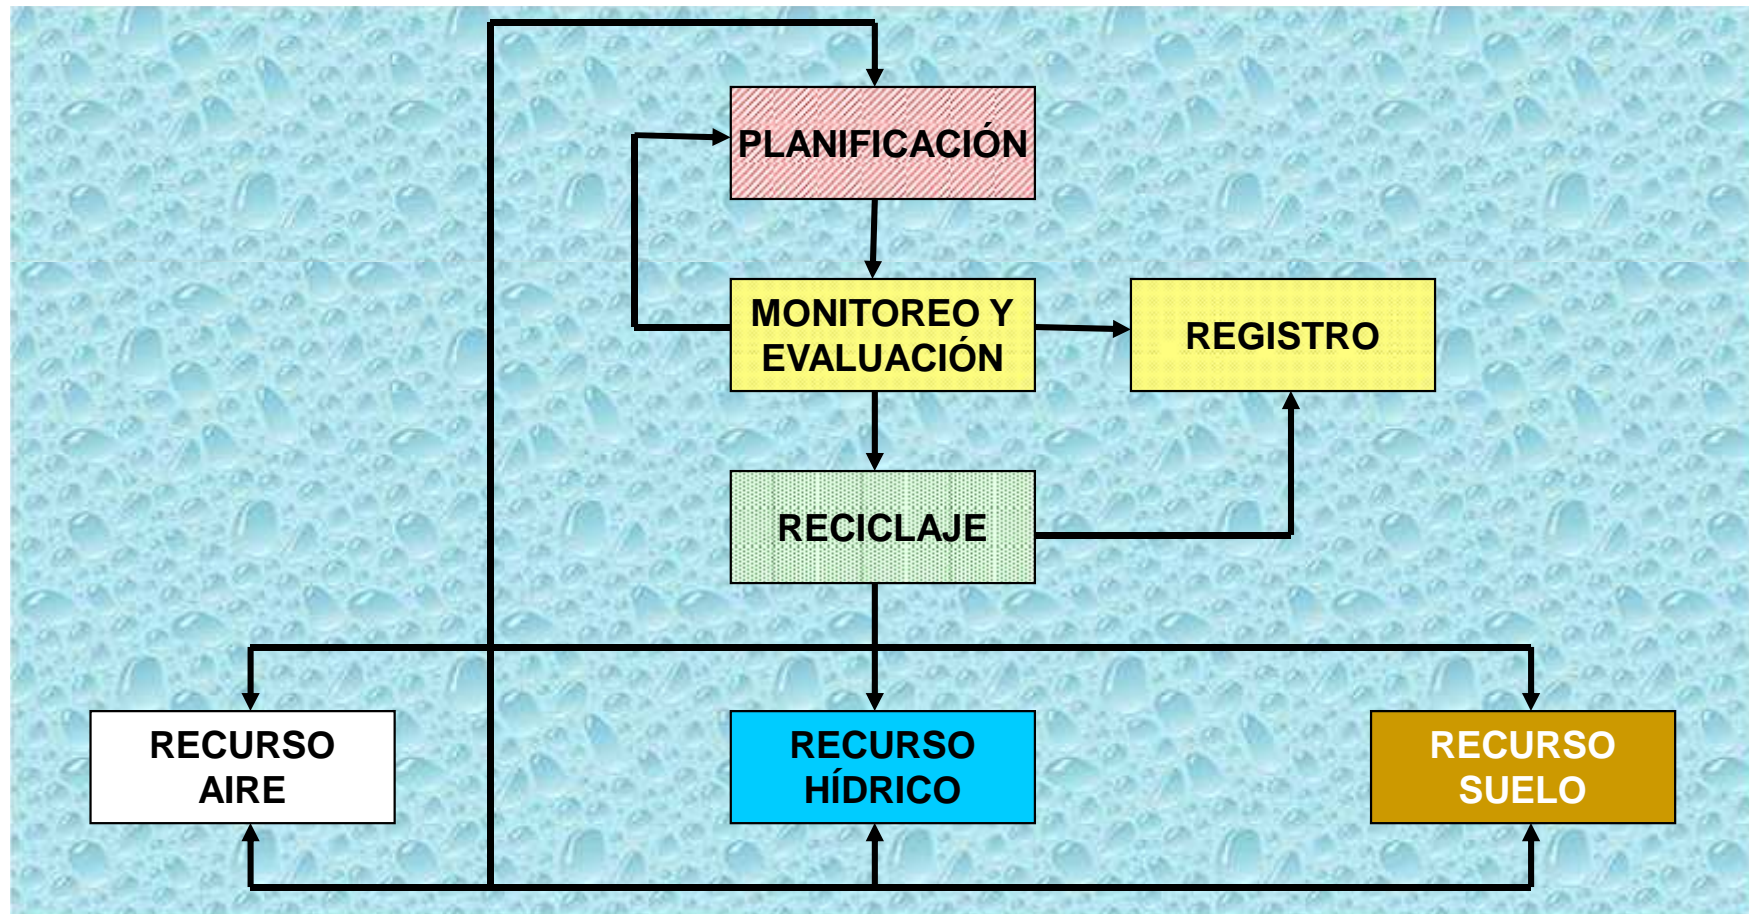 PLANIFICACIÓN
MONITOREO Y
EVALUACIÓN
REGISTRO
RECICLAJE
RECURSO
AIRE
RECURSO
HÍDRICO
RECURSO
SUELO